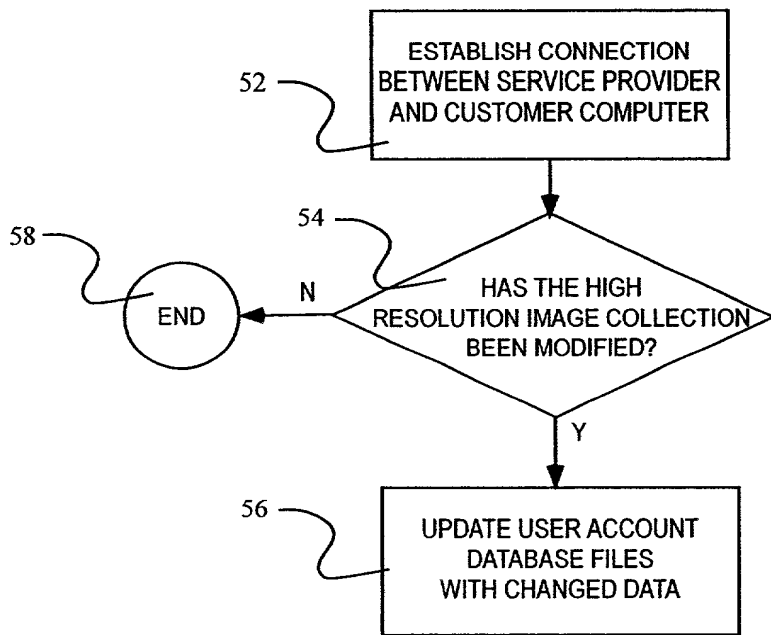 ESTABLISH CONNECTION
BETWEEN SERVICE PROVIDER
AND CUSTOMER COMPUTER
52
54
58
HAS THE HIGH
RESOLUTION IMAGE COLLECTION
BEEN MODIFIED?
N
END
Y
56
UPDATE USER ACCOUNT
DATABASE FILES
WITH CHANGED DATA